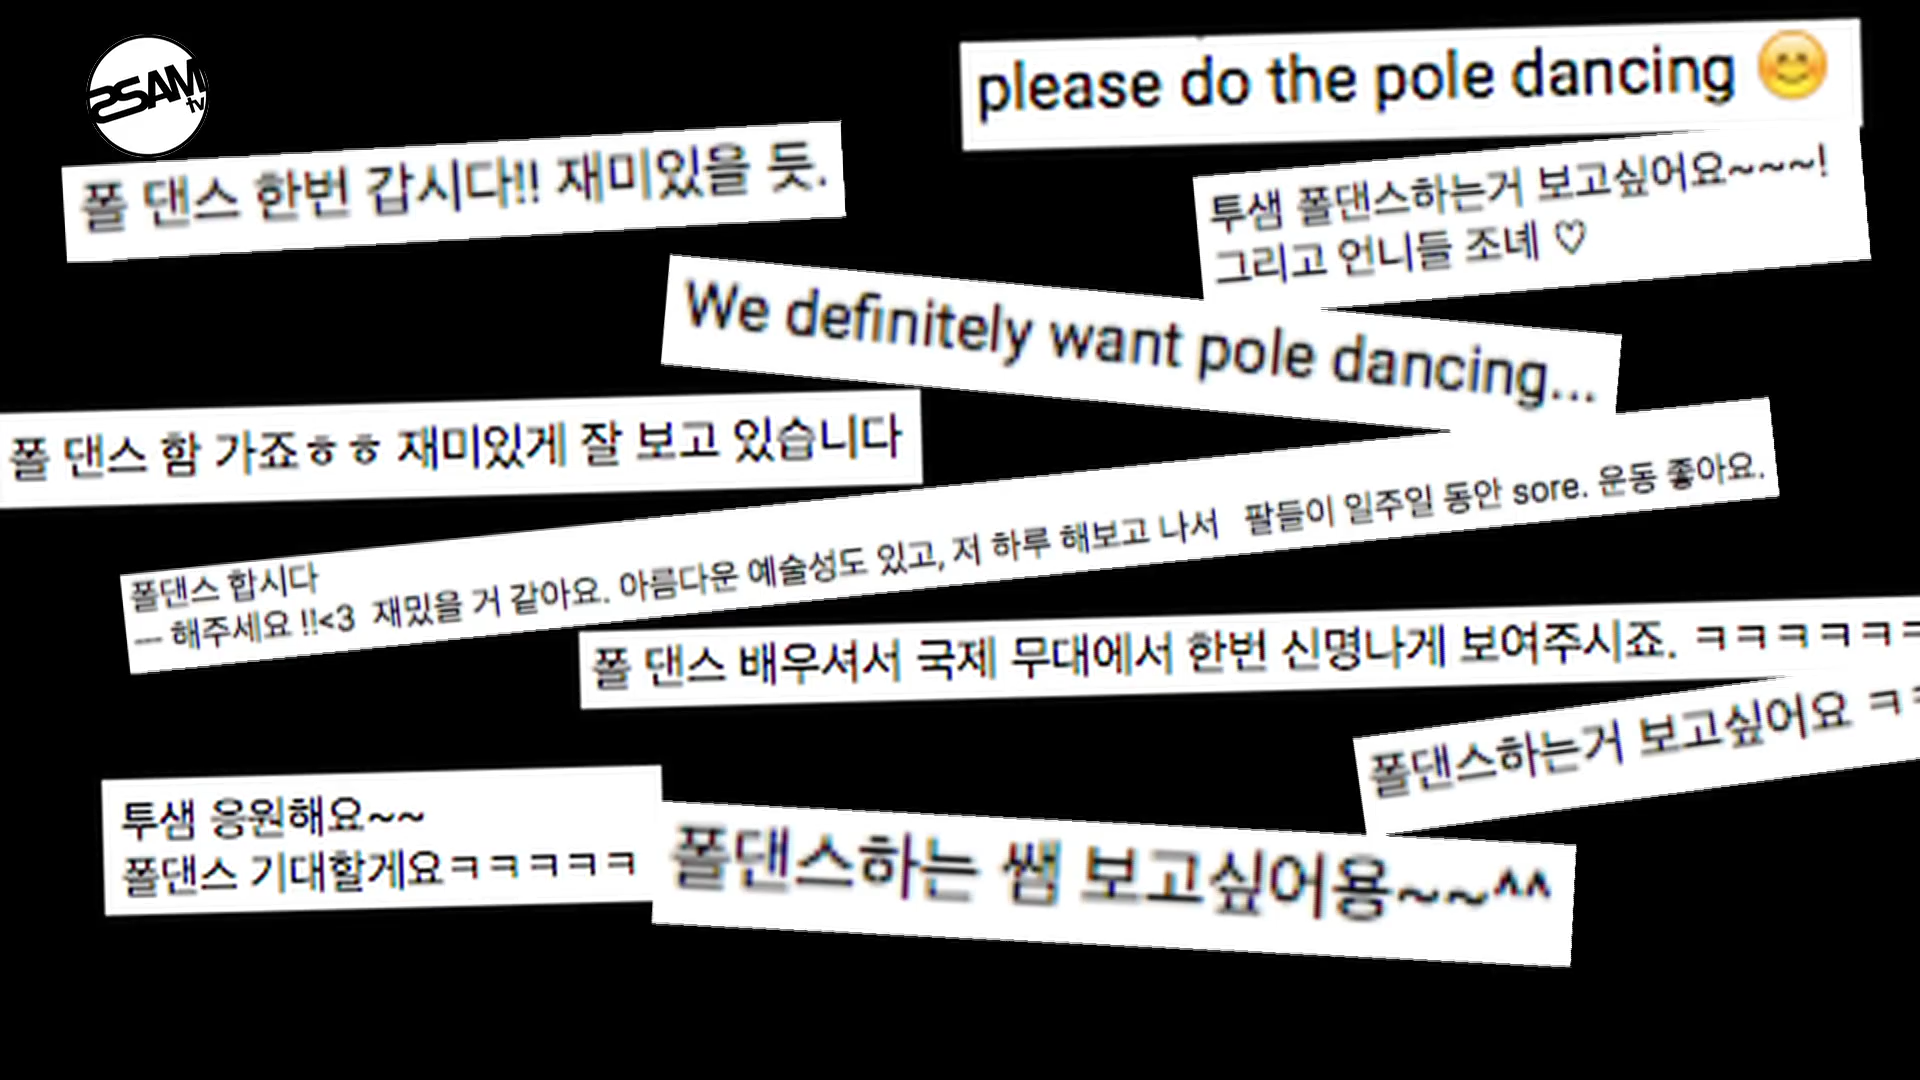 2SAM
tv
please do the pole dancing 😊
폴 댄스 한번 갑시다!! 재미있을 듯.
투샘 폴댄스하는거 보고싶어요~~~!
그리고 언니들 조녜 ♡
We definitely want pole dancing...
폴 댄스 함 가죠ㅎㅎ 재미있게 잘 보고 있습니다
폴댄스 합시다
--- 해주세요 !!<3 재밌을 거 같아요. 아름다운 예술성도 있고, 저 하루 해보고 나서 팔들이 일주일 동안 sore. 운동 좋아요.
폴 댄스 배우셔서 국제 무대에서 한번 신명나게 보여주시죠. ㅋㅋㅋㅋㅋㅋ
폴댄스하는거 보고싶어요 ㅋㅋ
투샘 응원해요~~
폴댄스 기대할게요ㅋㅋㅋㅋㅋ
폴댄스하는 쌤 보고싶어용~~^^